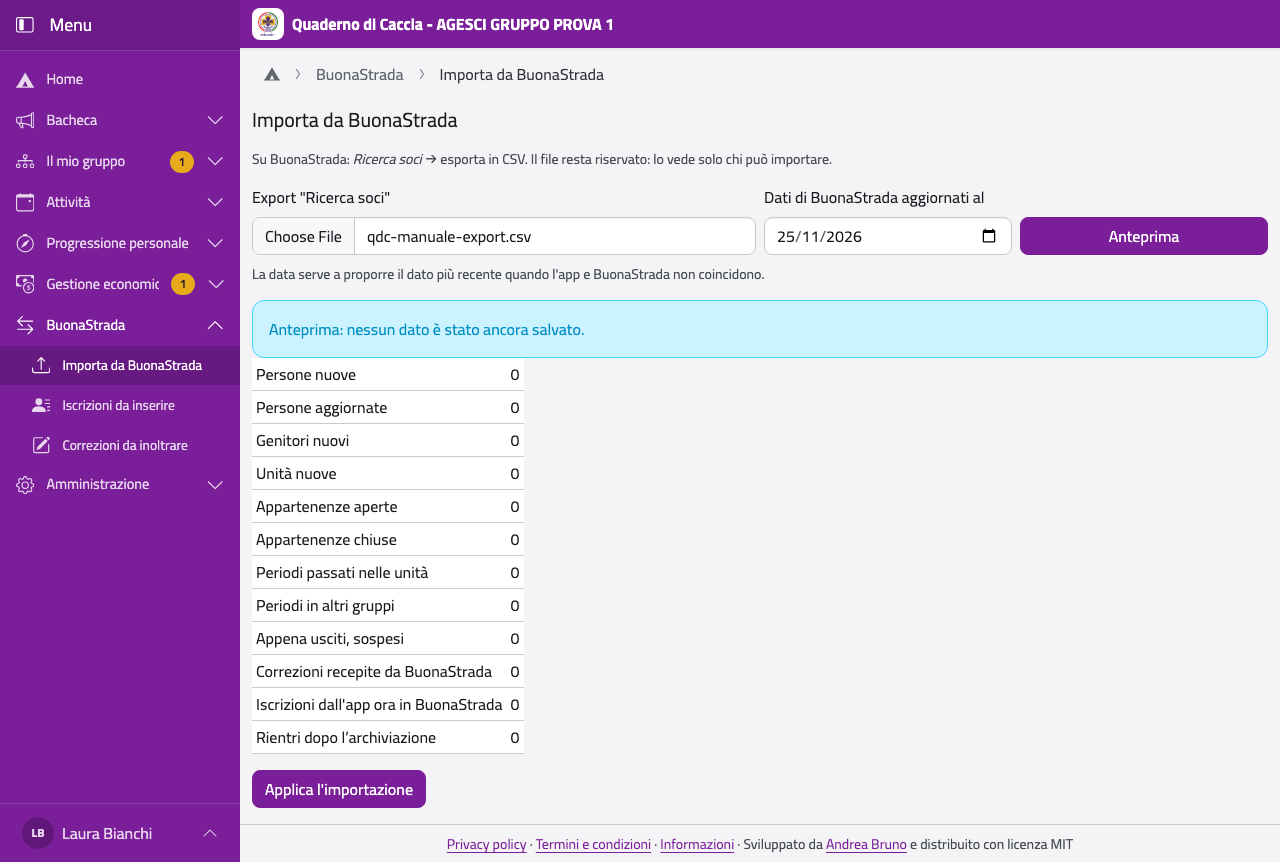 Menu
Quaderno di Caccia - AGESCI GRUPPO PROVA 1
Home
Bacheca
Il mio gruppo 1
Attività
Progressione personale
Gestione economic 1
BuonaStrada
Importa da BuonaStrada
Iscrizioni da inserire
Correzioni da inoltrare
Amministrazione
LB Laura Bianchi
BuonaStrada Importa da BuonaStrada
Importa da BuonaStrada
Su BuonaStrada: Ricerca soci → esporta in CSV. Il file resta riservato: lo vede solo chi può importare.
Export "Ricerca soci" Dati di BuonaStrada aggiornati al
Choose File qdc-manuale-export.csv 25/11/2026 Anteprima
La data serve a proporre il dato più recente quando l'app e BuonaStrada non coincidono.
Anteprima: nessun dato è stato ancora salvato.
Persone nuove 0
Persone aggiornate 0
Genitori nuovi 0
Unità nuove 0
Appartenenze aperte 0
Appartenenze chiuse 0
Periodi passati nelle unità 0
Periodi in altri gruppi 0
Appena usciti, sospesi 0
Correzioni recepite da BuonaStrada 0
Iscrizioni dall'app ora in BuonaStrada 0
Rientri dopo l’archiviazione 0
Applica l'importazione
Privacy policy · Termini e condizioni · Informazioni · Sviluppato da Andrea Bruno e distribuito con licenza MIT